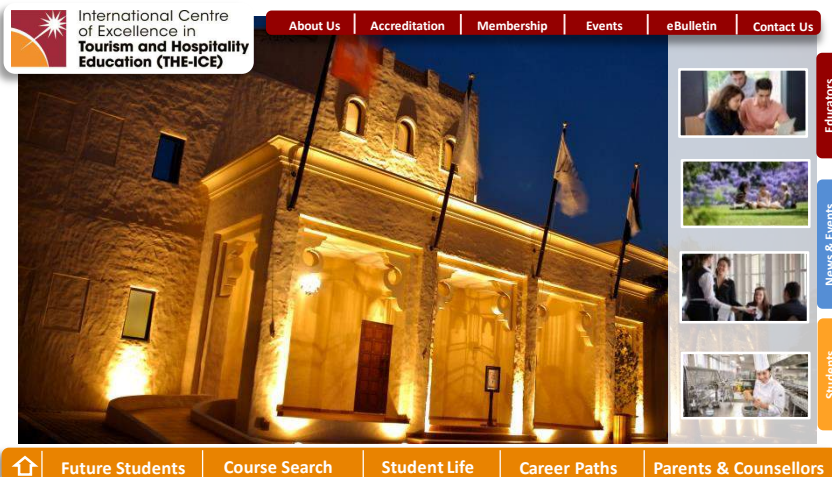 International Centre
of Excellence in
Tourism and Hospitality
Education (THE-ICE)
About Us
Accreditation
Membership
Events
eBulletin
Contact Us
Educators
News & Events
Students
Future Students
Course Search
Student Life
Career Paths
Parents & Counsellors